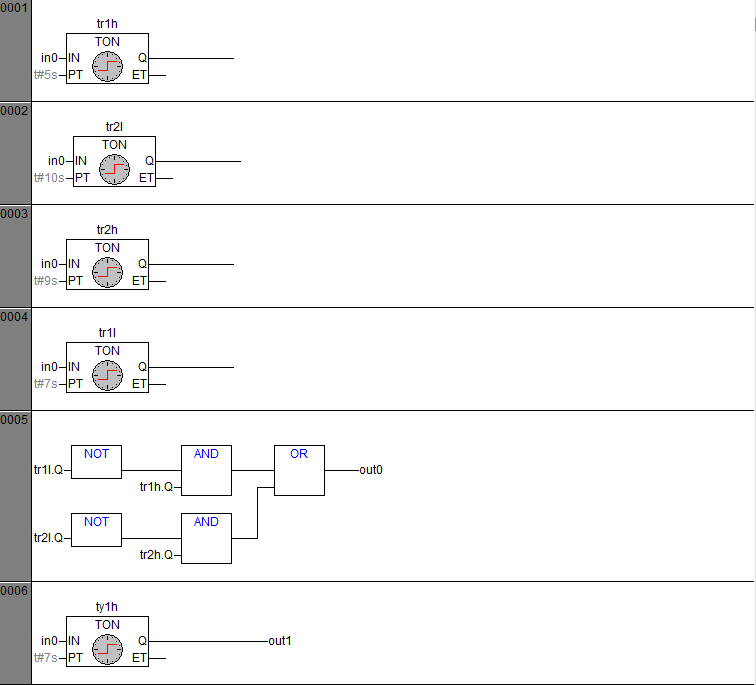 0001
tr1h
TON
in0 IN Q
t#5s PT ET
0002
tr2l
TON
in0 IN Q
t#10s PT ET
0003
tr2h
TON
in0 IN Q
t#9s PT ET
0004
tr1l
TON
in0 IN Q
t#7s PT ET
0005
NOT AND OR
tr1l.Q out0
tr1h.Q
NOT AND
tr2l.Q
tr2h.Q
0006
ty1h
TON
in0 IN Q out1
t#7s PT ET